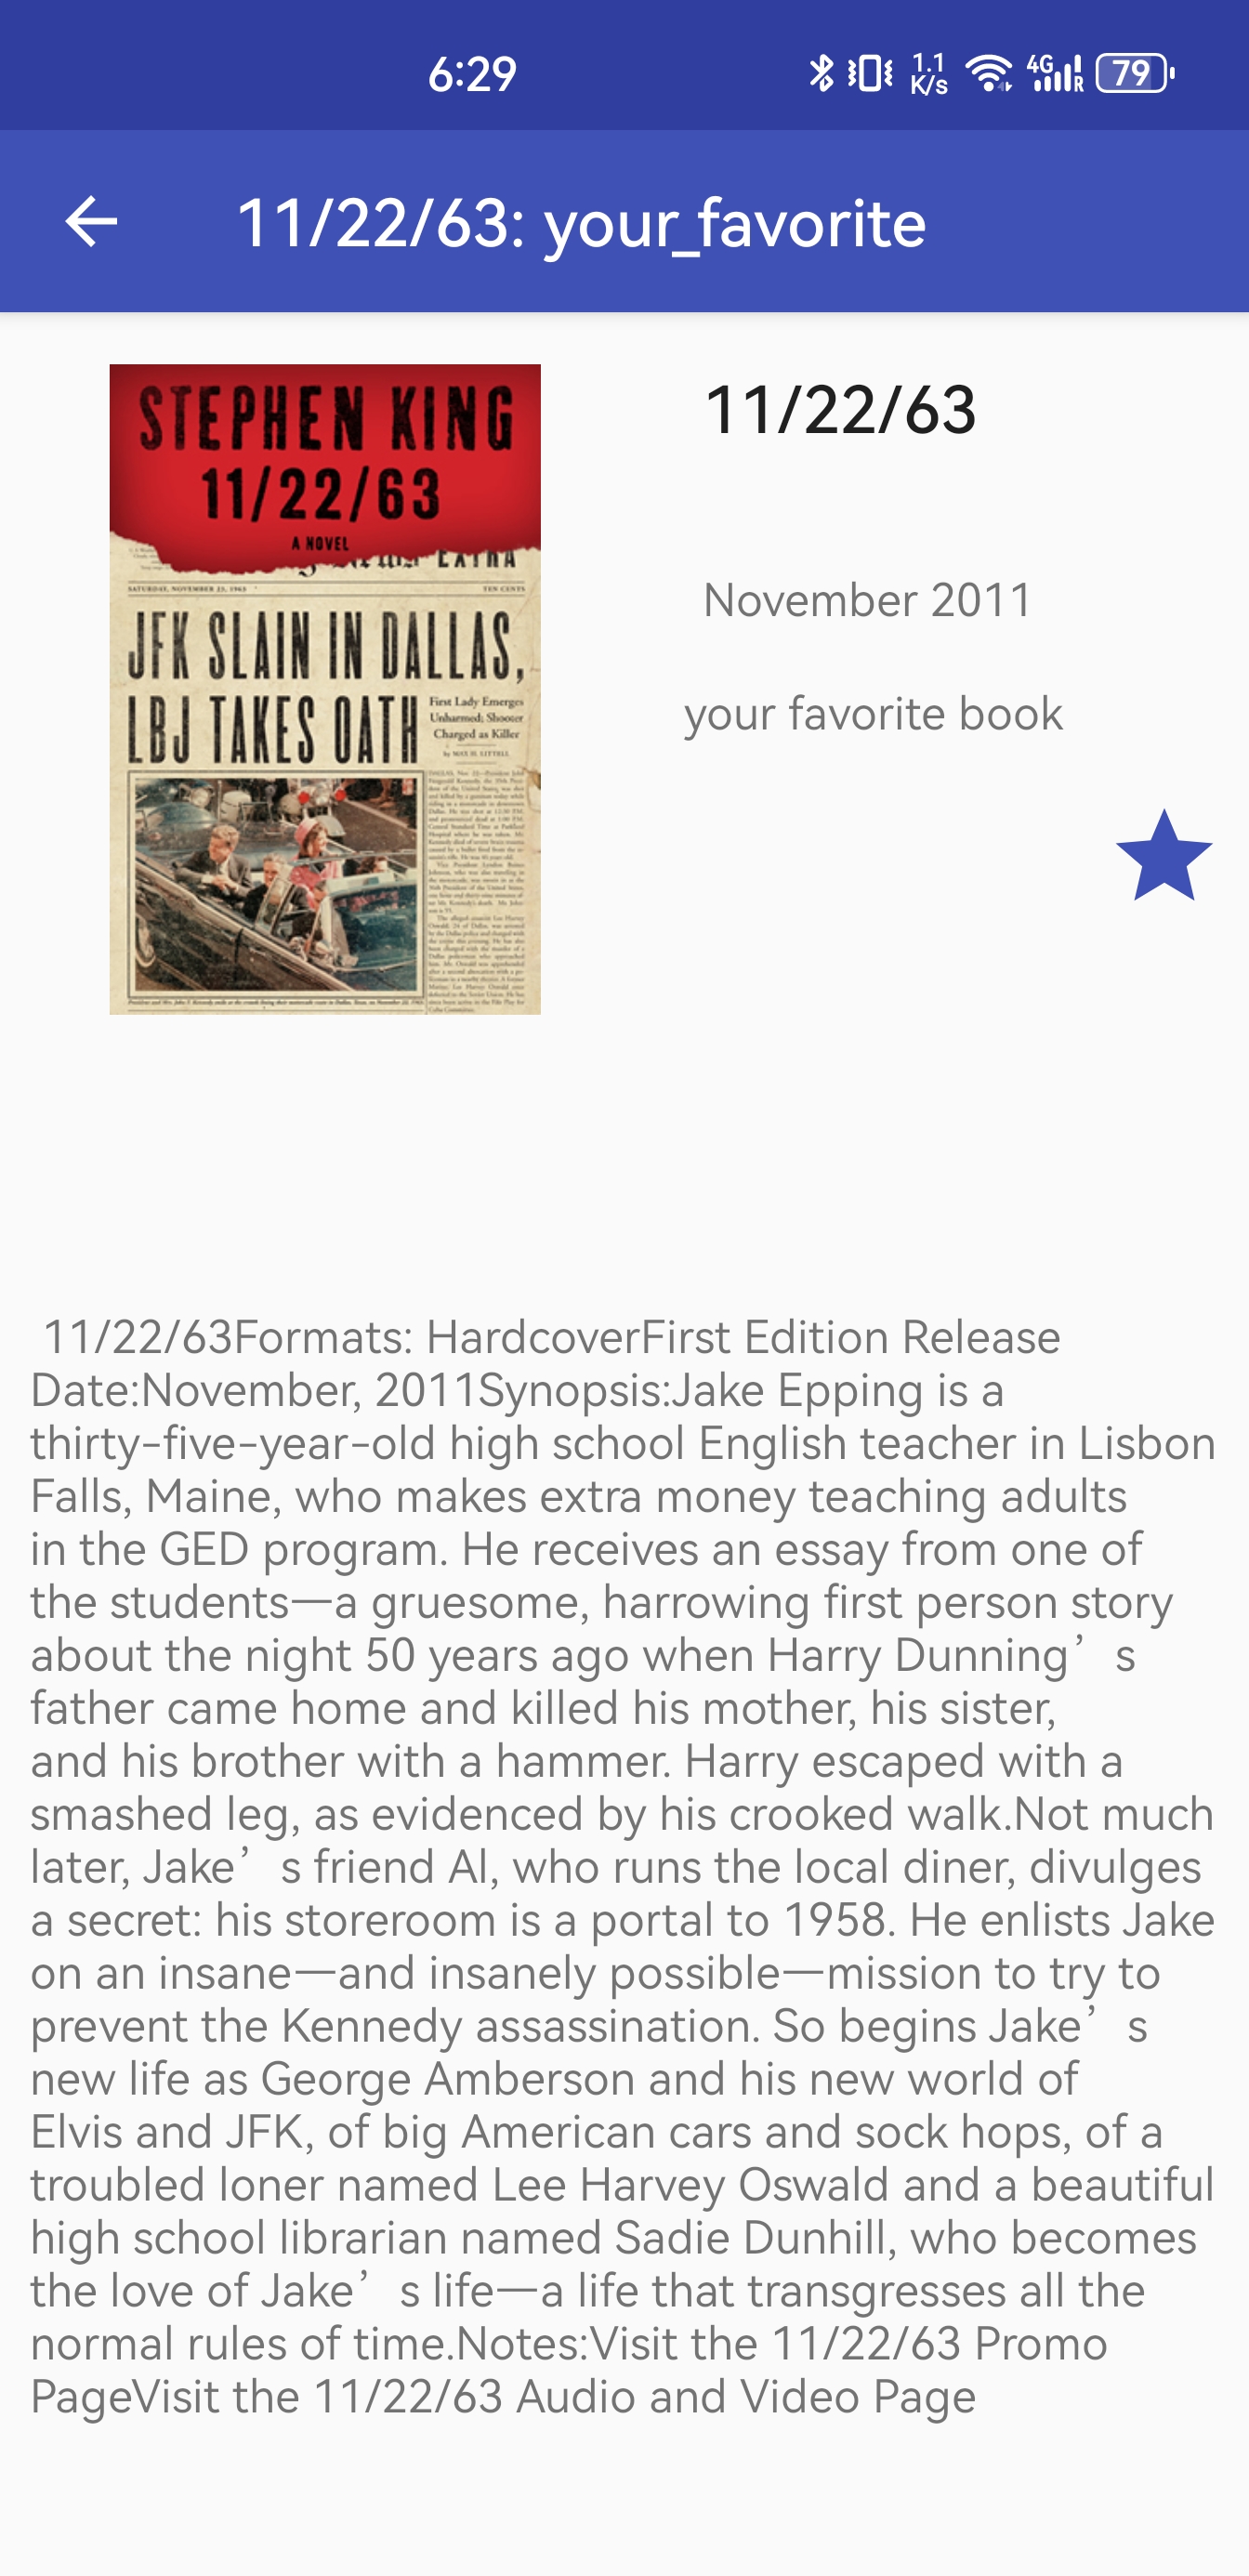 6:29
1.1
K/s
4G
R
79
11/22/63: your_favorite
STEPHEN KING
11/22/63
A NOVEL
EXTRA
SATURDAY, NOVEMBER 23, 1963
TEN CENTS
JFK SLAIN IN DALLAS,
LBJ TAKES OATH
First Lady Emerges
Unharmed; Shooter
Charged as Killer
11/22/63
November 2011
your favorite book
11/22/63Formats: HardcoverFirst Edition Release
Date:November, 2011Synopsis:Jake Epping is a
thirty-five-year-old high school English teacher in Lisbon
Falls, Maine, who makes extra money teaching adults
in the GED program. He receives an essay from one of
the students—a gruesome, harrowing first person story
about the night 50 years ago when Harry Dunning’s
father came home and killed his mother, his sister,
and his brother with a hammer. Harry escaped with a
smashed leg, as evidenced by his crooked walk.Not much
later, Jake’s friend Al, who runs the local diner, divulges
a secret: his storeroom is a portal to 1958. He enlists Jake
on an insane—and insanely possible—mission to try to
prevent the Kennedy assassination. So begins Jake’s
new life as George Amberson and his new world of
Elvis and JFK, of big American cars and sock hops, of a
troubled loner named Lee Harvey Oswald and a beautiful
high school librarian named Sadie Dunhill, who becomes
the love of Jake’s life—a life that transgresses all the
normal rules of time.Notes:Visit the 11/22/63 Promo
PageVisit the 11/22/63 Audio and Video Page